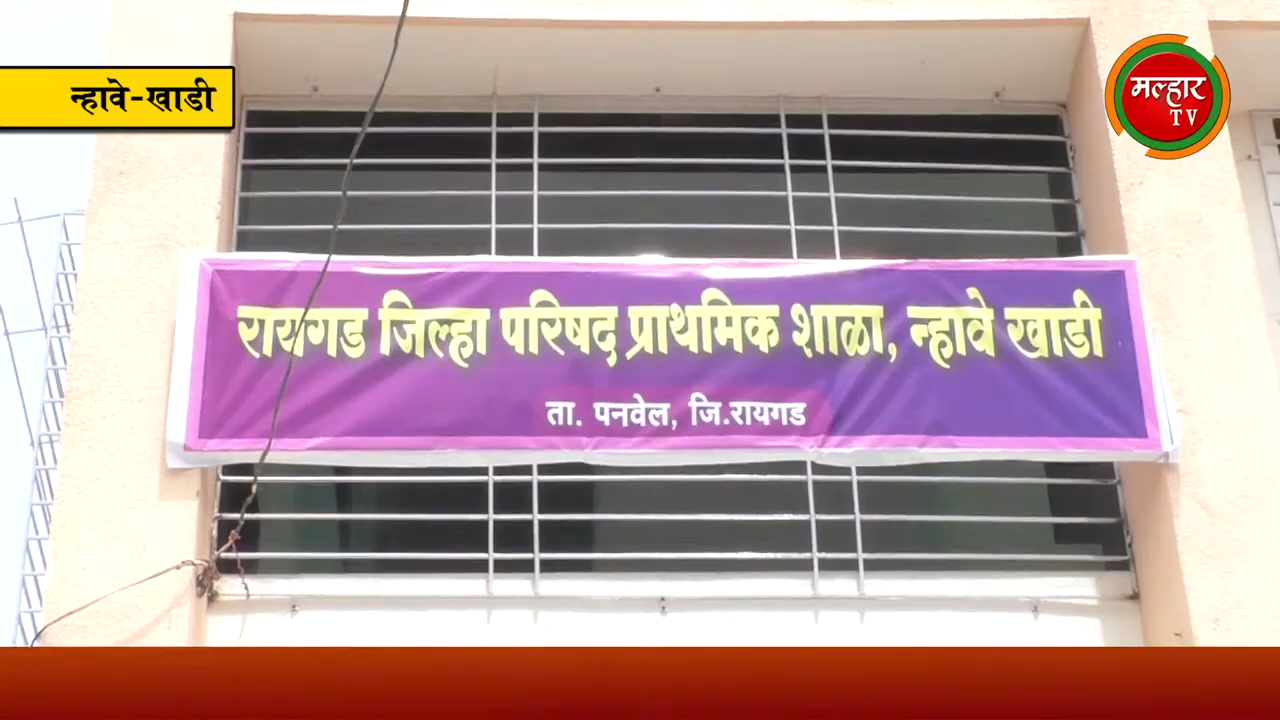 न्हावे-खाडी
मल्हार
TV
रायगड जिल्हा परिषद प्राथमिक शाळा, न्हावे खाडी
ता. पनवेल, जि.रायगड